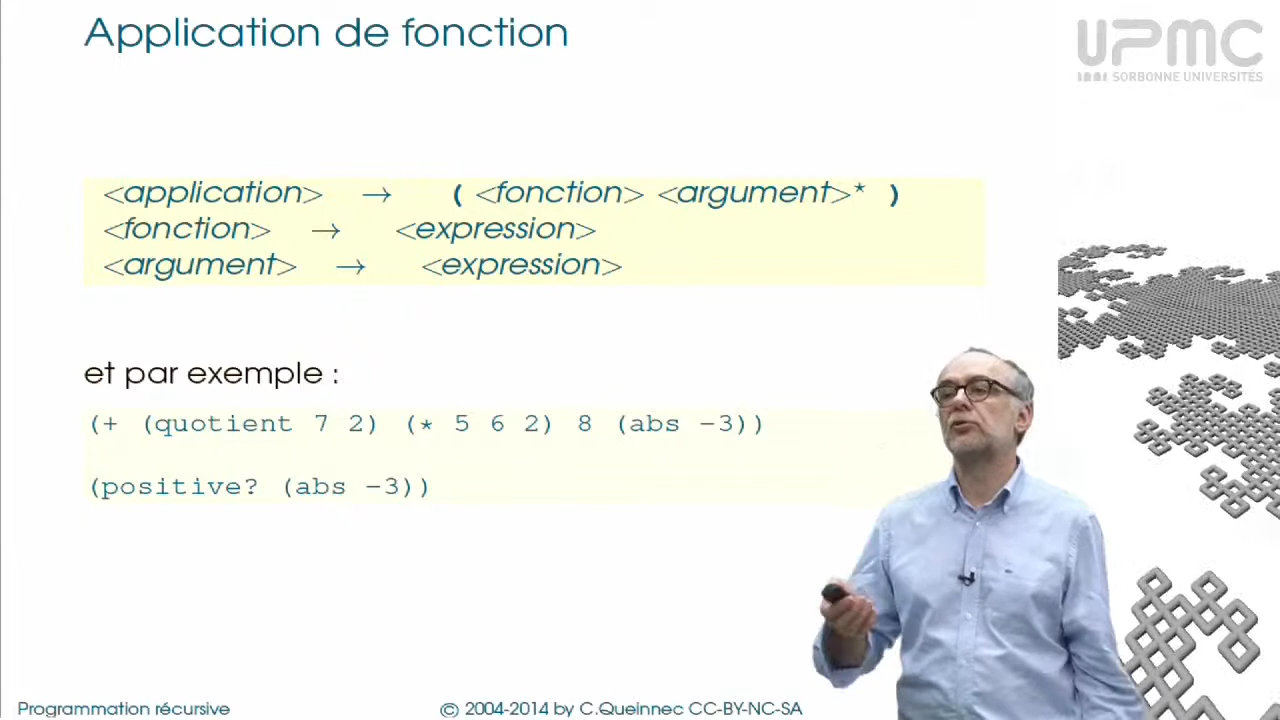 Application de fonction
UPMC
SORBONNE UNIVERSITÉS
<application> → ( <fonction> <argument>* )
<fonction> → <expression>
<argument> → <expression>
et par exemple :
(+ (quotient 7 2) (* 5 6 2) 8 (abs -3))
(positive? (abs -3))
Programmation récursive
© 2004-2014 by C.Queinnec CC-BY-NC-SA